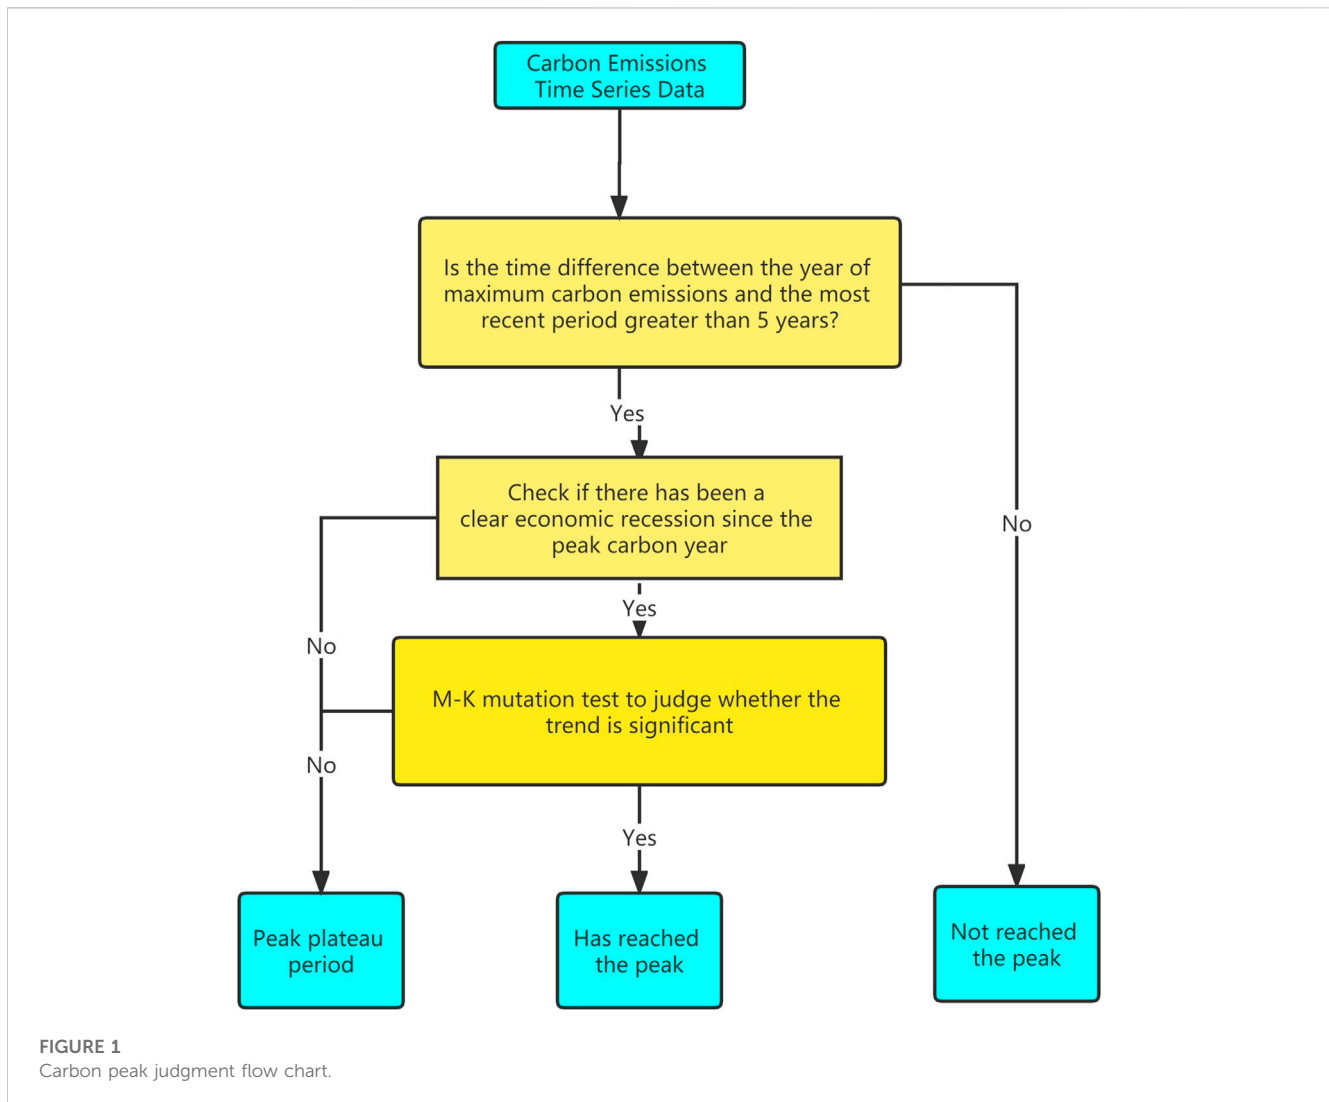 Carbon Emissions
Time Series Data
Is the time difference between the year of
maximum carbon emissions and the most
recent period greater than 5 years?
Yes
Check if there has been a
clear economic recession since the
peak carbon year
No
Yes
No
M-K mutation test to judge whether the
trend is significant
No
Yes
Peak plateau
period
Has reached
the peak
Not reached
the peak
FIGURE 1
Carbon peak judgment flow chart.